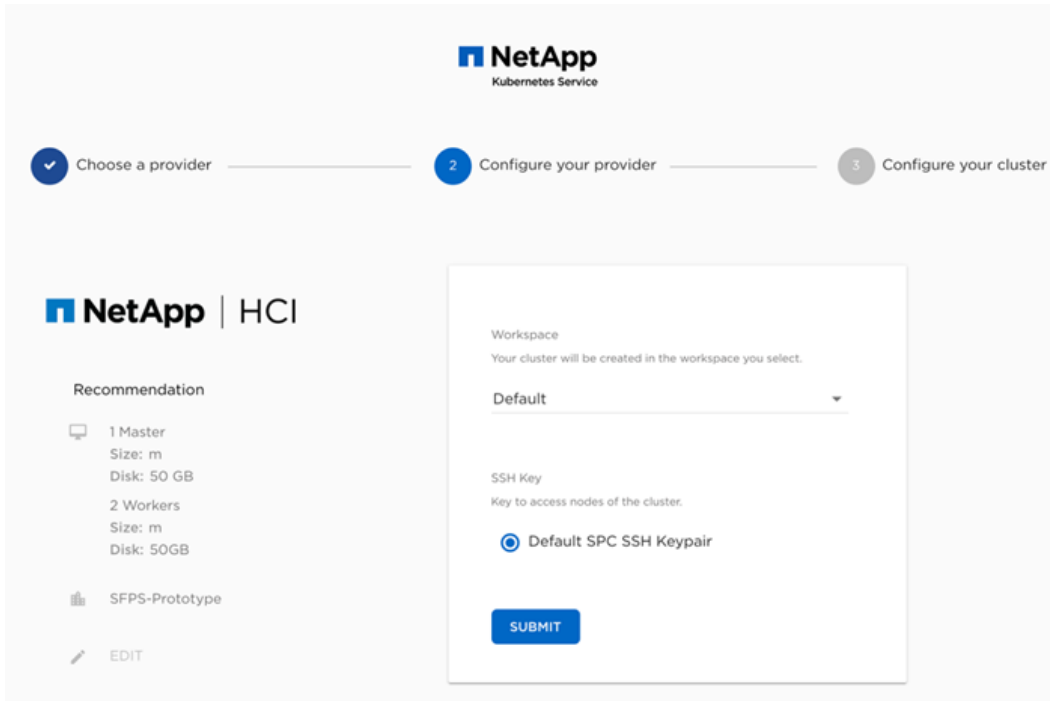 NetApp
Kubernetes Service
Choose a provider
2 Configure your provider
3 Configure your cluster
NetApp | HCI
Recommendation
1 Master
Size: m
Disk: 50 GB
2 Workers
Size: m
Disk: 50GB
SFPS-Prototype
EDIT
Workspace
Your cluster will be created in the workspace you select.
Default
SSH Key
Key to access nodes of the cluster.
Default SPC SSH Keypair
SUBMIT